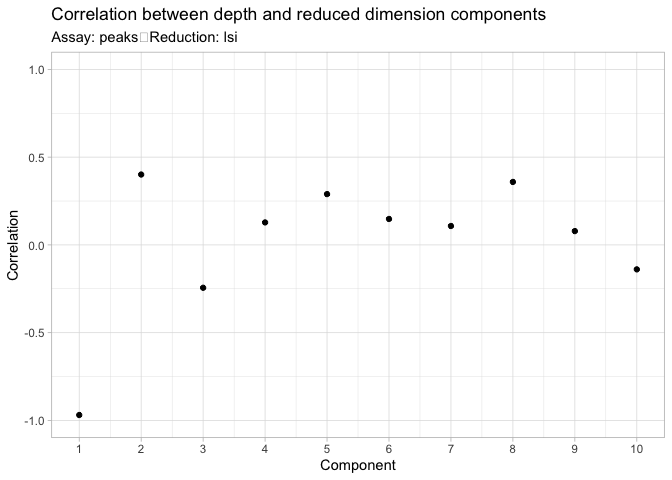 Correlation between depth and reduced dimension components
Assay: peaks□Reduction: lsi
1.0
0.5
0.0
-0.5
-1.0
Correlation
1 2 3 4 5 6 7 8 9 10
Component